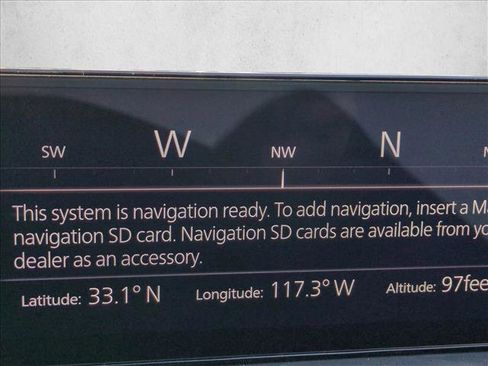 SW W NW N
This system is navigation ready. To add navigation, insert a
navigation SD card. Navigation SD cards are available from
dealer as an accessory.
Latitude: 33.1° N Longitude: 117.3° W Altitude: 97fee